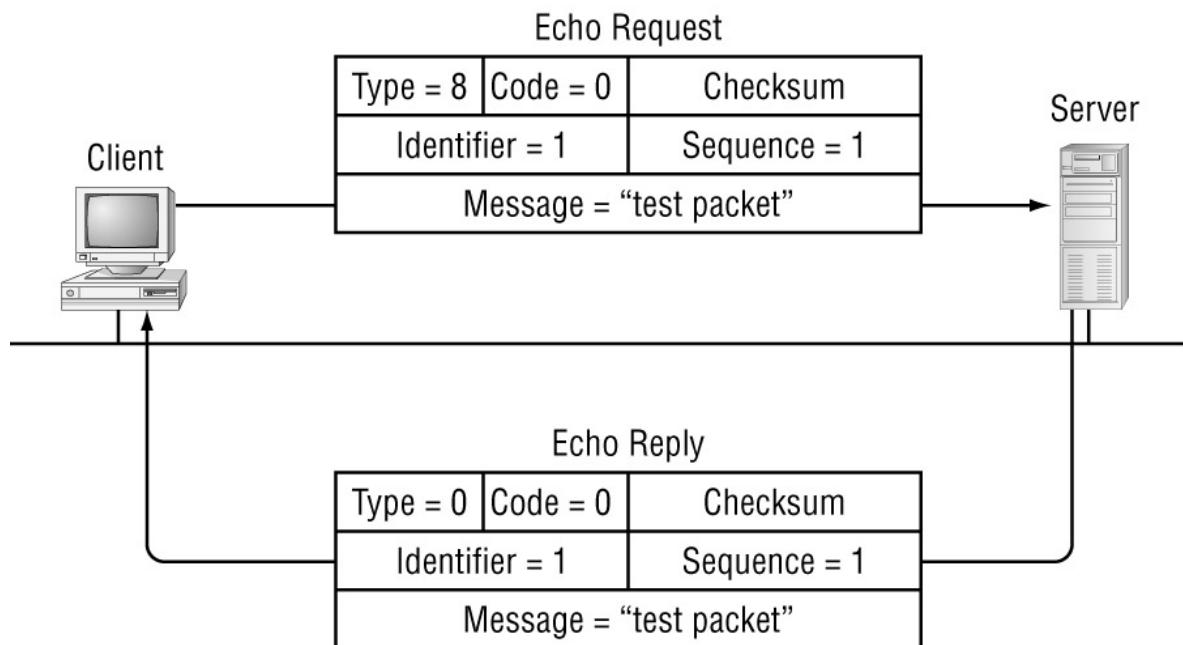 Echo Request
Type = 8 Code = 0 Checksum
Server
Client
Identifier = 1 Sequence = 1
Message = “test packet”
Echo Reply
Type = 0 Code = 0 Checksum
Identifier = 1 Sequence = 1
Message = “test packet”